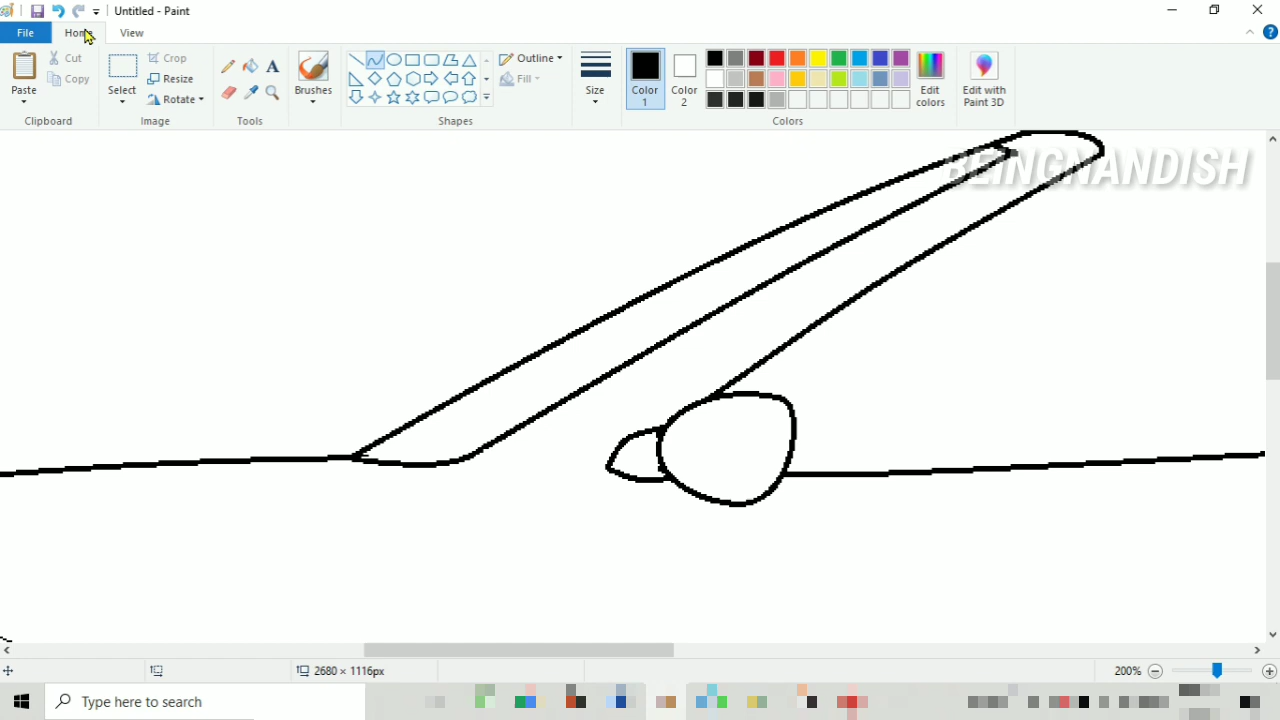 Untitled - Paint
File Home View
Paste
Cut
Copy
Clipboard
Select
Crop
Resize
Rotate
Image
Tools
Brushes
Shapes
Outline
Fill
Size
Color 1
Color 2
Edit colors
Edit with Paint 3D
Colors
BEINGNANDISH
2680 × 1116px
200%
Type here to search